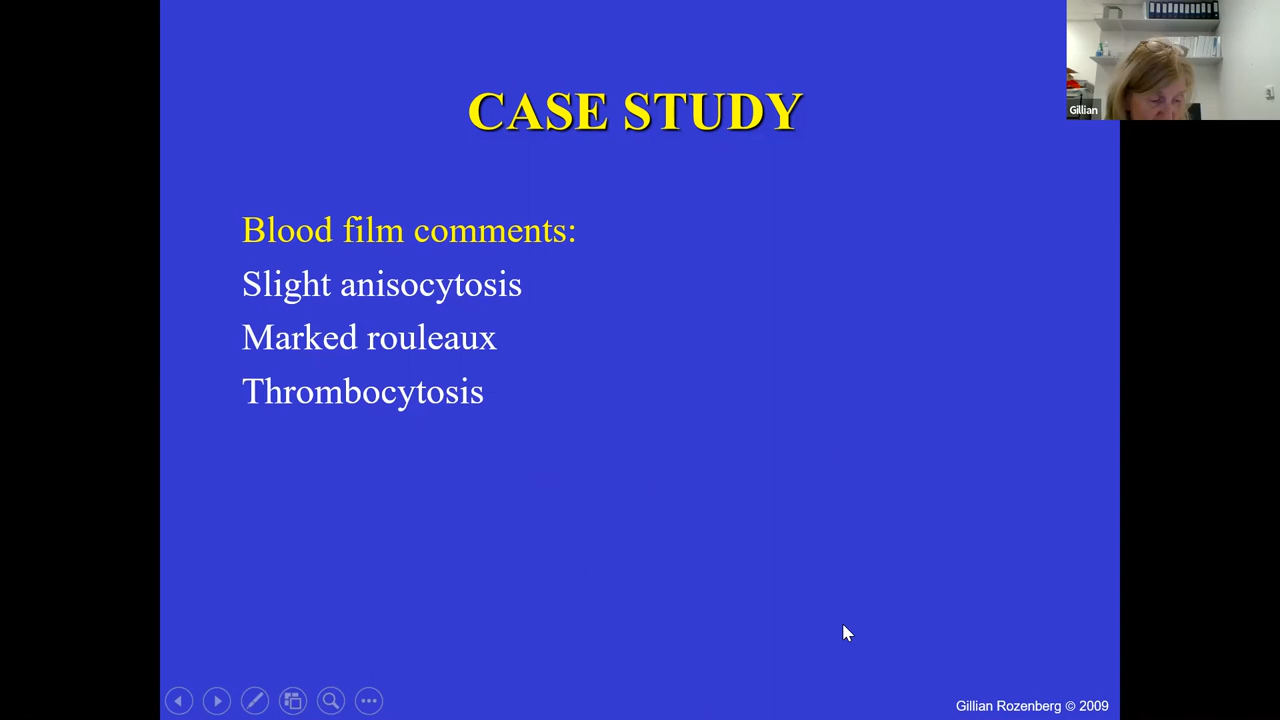 CASE STUDY
Gillian
Blood film comments:
Slight anisocytosis
Marked rouleaux
Thrombocytosis
Gillian Rozenberg © 2009